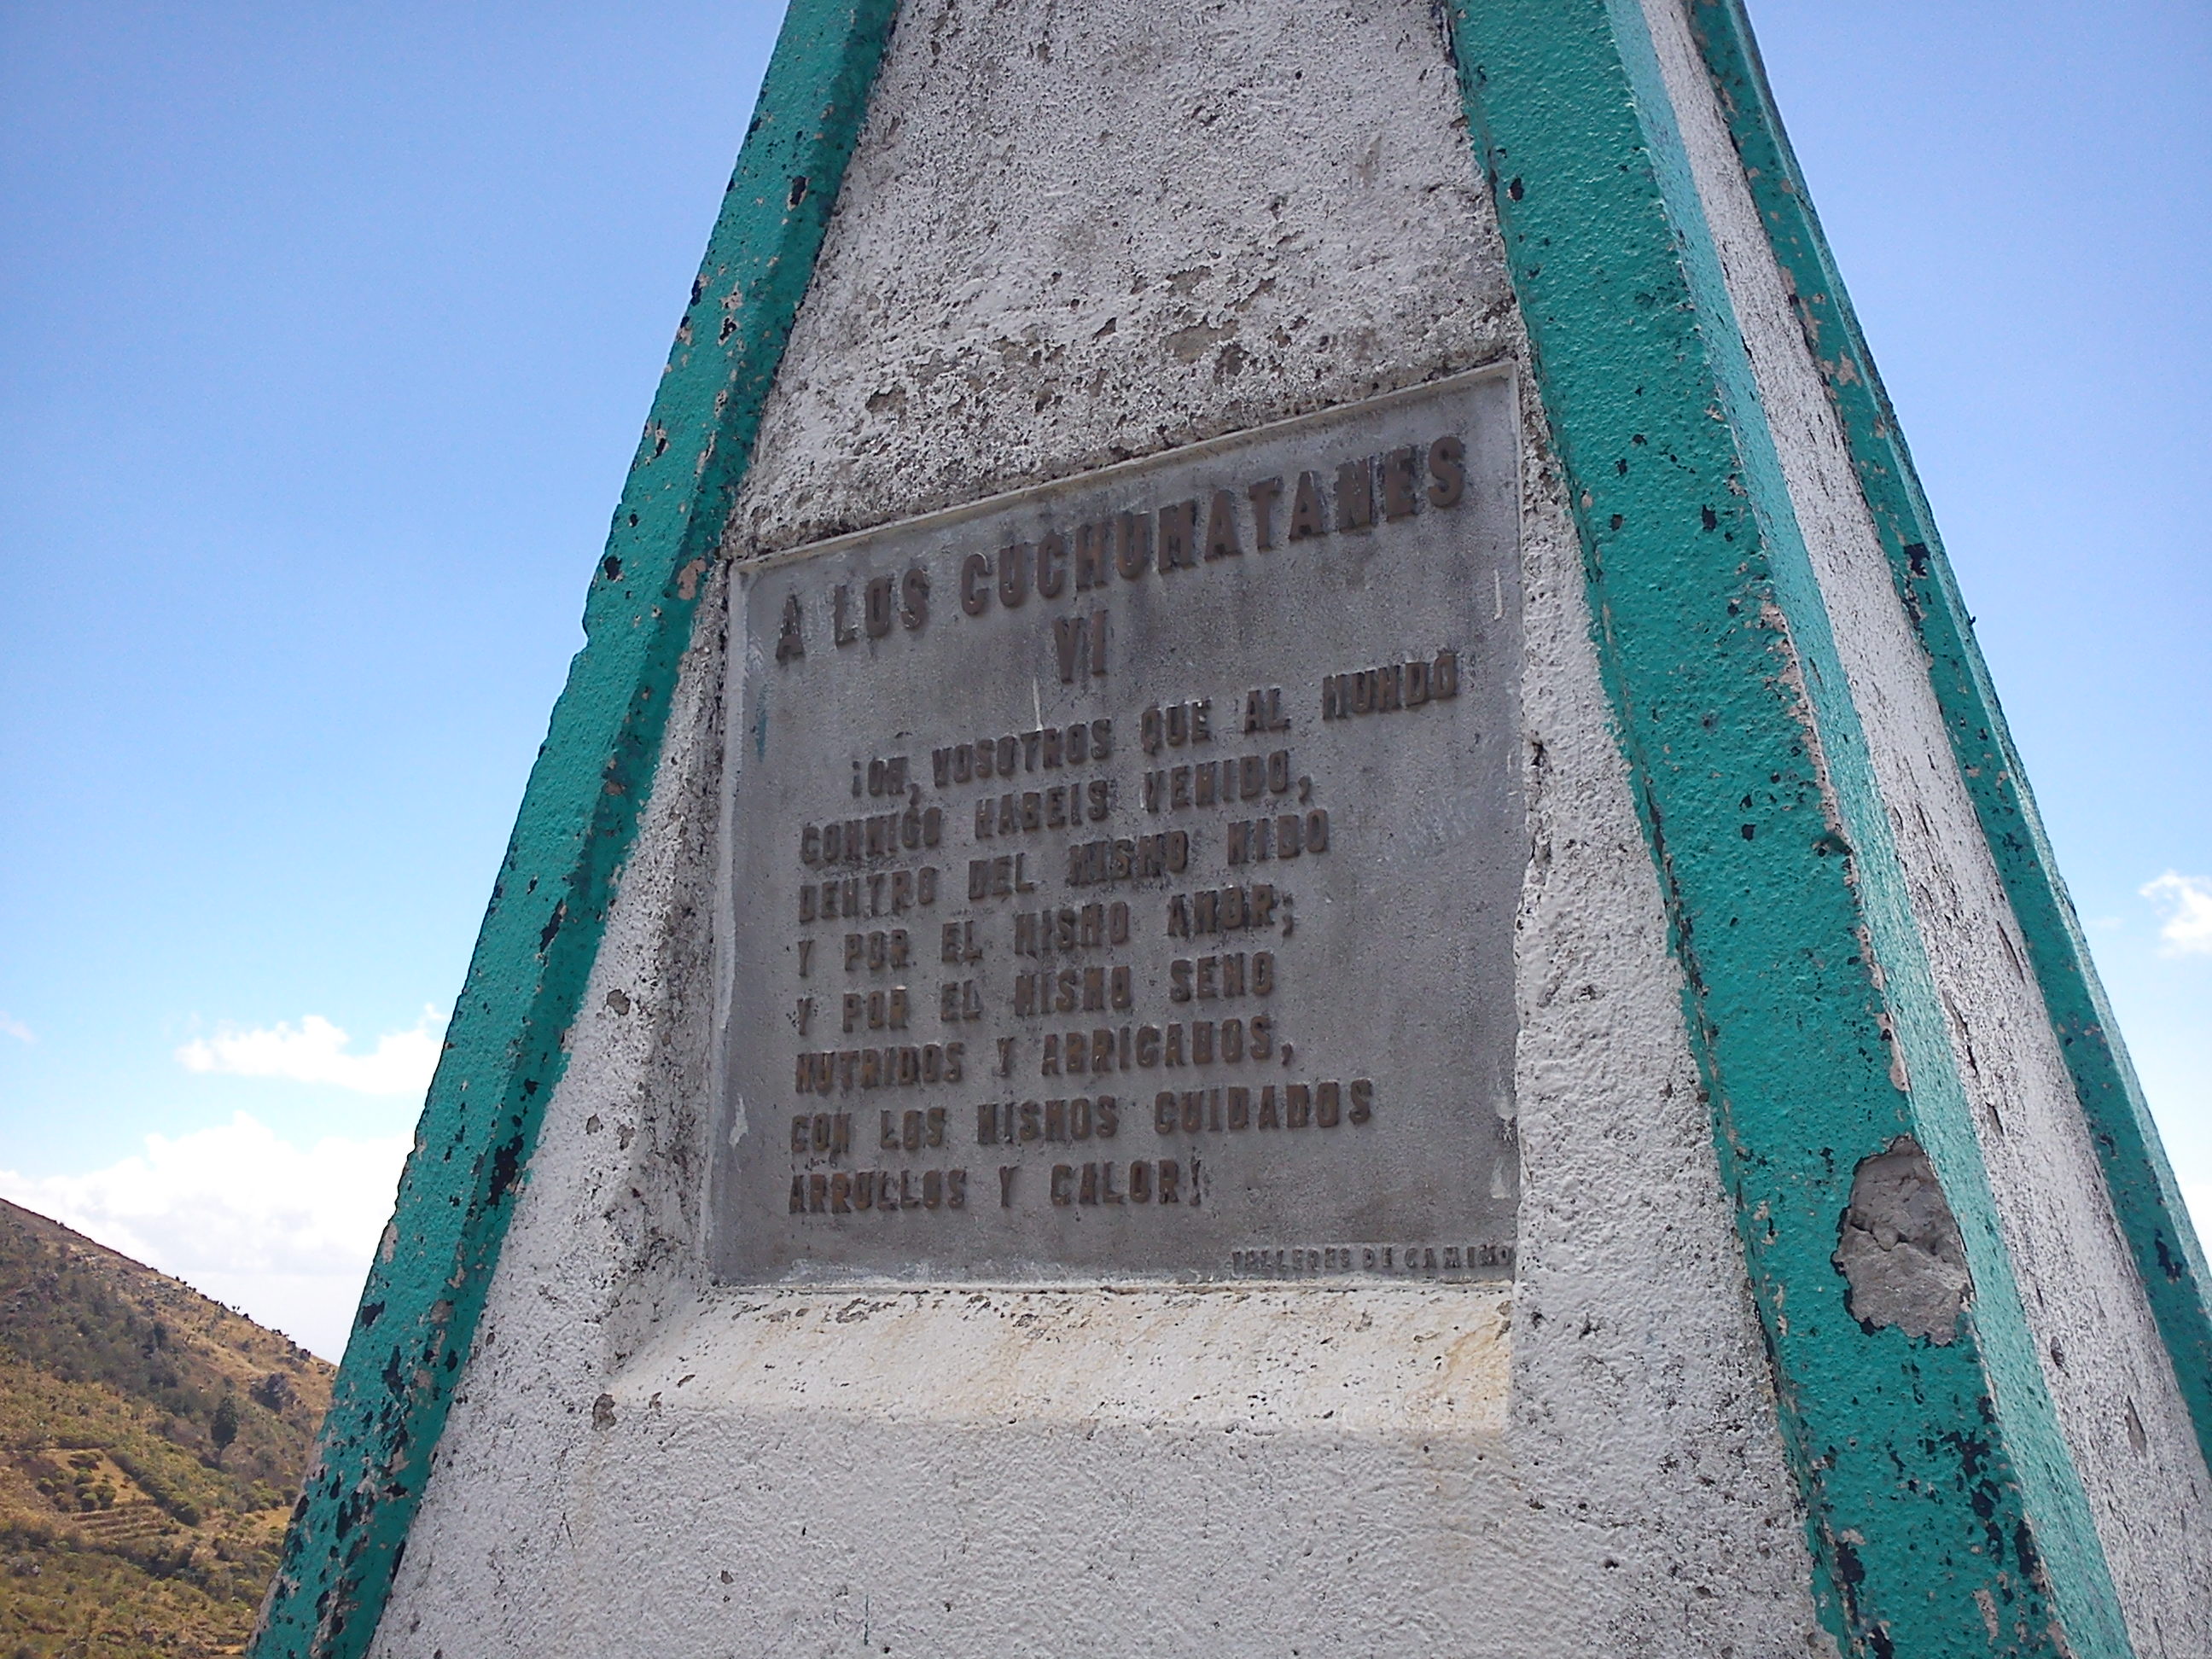 A LOS CUCHUMATANES
VI
¡OH, VOSOTROS QUE AL MUNDO
CONMIGO HABEIS VENIDO,
DENTRO DEL MISMO NIDO
Y POR EL MISMO AMOR;
Y POR EL MISMO SENO
NUTRIDOS Y ABRIGADOS,
CON LOS MISMOS CUIDADOS
ARRULLOS Y CALOR!
TALLERES DE CAMINOS